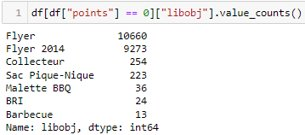 1 df[df["points"] == 0]["libobj"].value_counts()
Flyer 10660
Flyer 2014 9273
Collecteur 254
Sac Pique-Nique 223
Malette BBQ 36
BRI 24
Barbecue 13
Name: libobj, dtype: int64